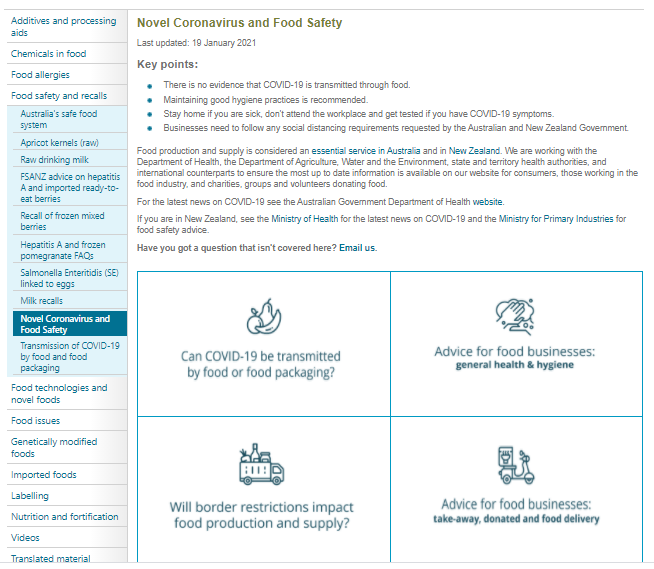 Additives and processing
aids
Chemicals in food
Food allergies
Food safety and recalls
Australia's safe food
system
Apricot kernels (raw)
Raw drinking milk
FSANZ advice on hepatitis
A and imported ready-to-
eat berries
Recall of frozen mixed
berries
Hepatitis A and frozen
pomegranate FAQs
Salmonella Enteritidis (SE)
linked to eggs
Milk recalls
Novel Coronavirus and
Food Safety
Transmission of COVID-19
by food and food
packaging
Food technologies and
novel foods
Food issues
Genetically modified
foods
Imported foods
Labelling
Nutrition and fortification
Videos
Translated material
Novel Coronavirus and Food Safety
Last updated: 19 January 2021
Key points:
There is no evidence that COVID-19 is transmitted through food.
Maintaining good hygiene practices is recommended.
Stay home if you are sick, don't attend the workplace and get tested if you have COVID-19 symptoms.
Businesses need to follow any social distancing requirements requested by the Australian and New Zealand Government.
Food production and supply is considered an essential service in Australia and in New Zealand. We are working with the
Department of Health, the Department of Agriculture, Water and the Environment, state and territory health authorities, and
international counterparts to ensure the most up to date information is available on our website for consumers, those working in the
food industry, and charities, groups and volunteers donating food.
For the latest news on COVID-19 see the Australian Government Department of Health website.
If you are in New Zealand, see the Ministry of Health for the latest news on COVID-19 and the Ministry for Primary Industries for
food safety advice.
Have you got a question that isn't covered here? Email us.
Can COVID-19 be transmitted
by food or food packaging?
Advice for food businesses:
general health & hygiene
Will border restrictions impact
food production and supply?
Advice for food businesses:
take-away, donated and food delivery